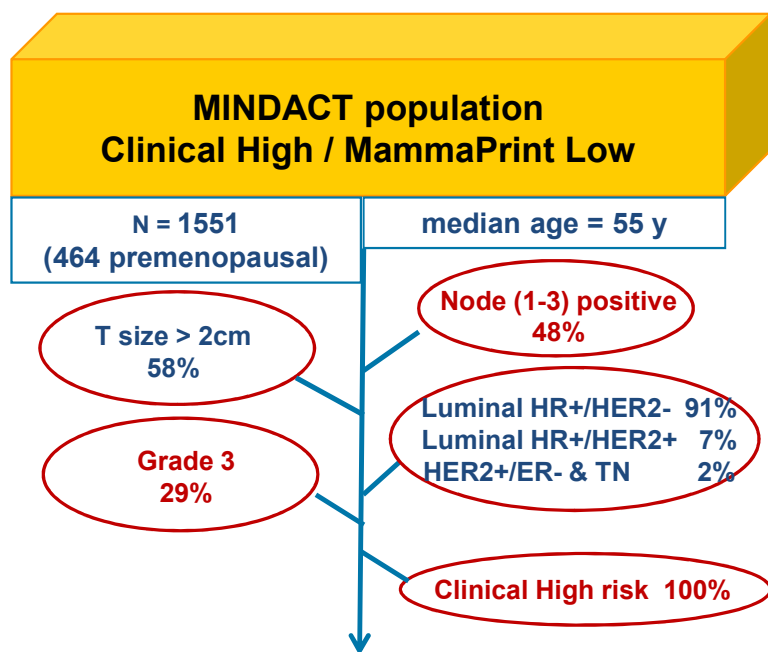 MINDACT population
Clinical High / MammaPrint Low
N = 1551
(464 premenopausal)
median age = 55 y
Node (1-3) positive
48%
T size > 2cm
58%
Luminal HR+/HER2- 91%
Luminal HR+/HER2+ 7%
HER2+/ER- & TN 2%
Grade 3
29%
Clinical High risk 100%